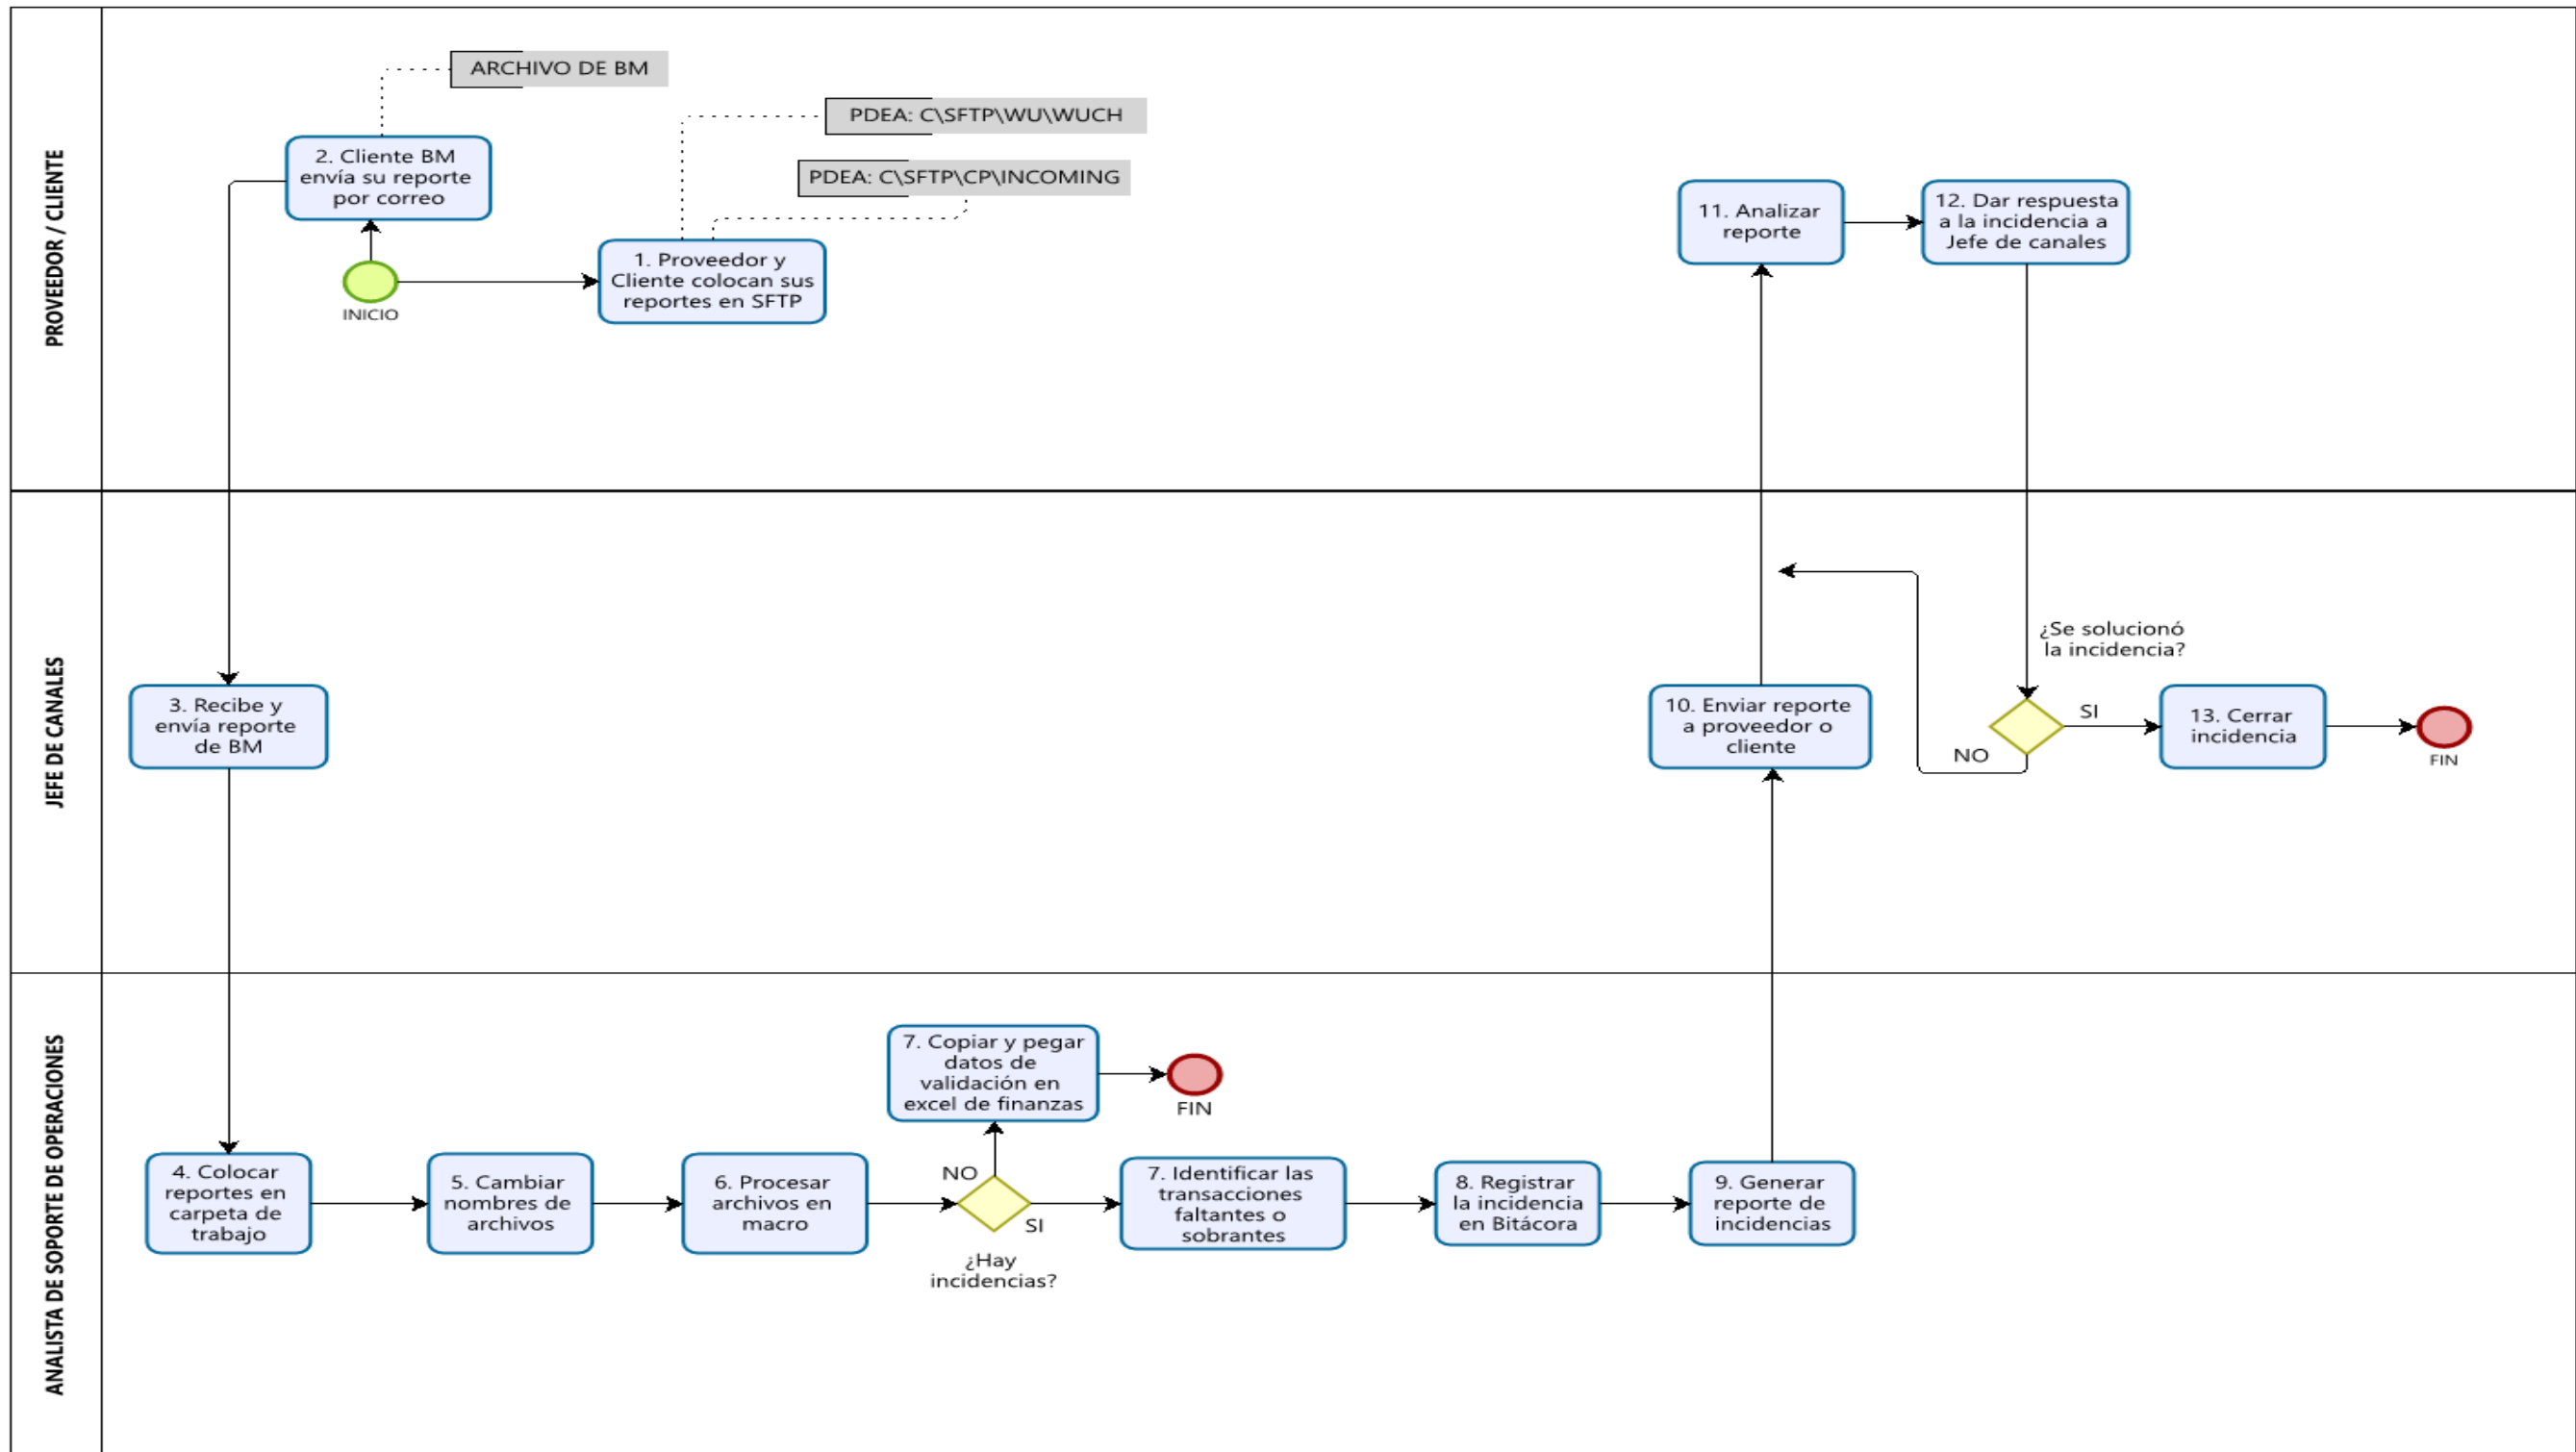 PROVEEDOR / CLIENTE
ARCHIVO DE BM
PDEA: C\SFTP\WU\WUCH
PDEA: C\SFTP\CP\INCOMING
2. Cliente BM
envía su reporte
por correo
INICIO
1. Proveedor y
Cliente colocan sus
reportes en SFTP
11. Analizar
reporte
12. Dar respuesta
a la incidencia a
Jefe de canales
JEFE DE CANALES
3. Recibe y
envía reporte
de BM
10. Enviar reporte
a proveedor o
cliente
¿Se solucionó
la incidencia?
SI
NO
13. Cerrar
incidencia
FIN
ANALISTA DE SOPORTE DE OPERACIONES
4. Colocar
reportes en
carpeta de
trabajo
5. Cambiar
nombres de
archivos
6. Procesar
archivos en
macro
7. Copiar y pegar
datos de
validación en
excel de finanzas
FIN
NO
SI
¿Hay
incidencias?
7. Identificar las
transacciones
faltantes o
sobrantes
8. Registrar
la incidencia
en Bitácora
9. Generar
reporte de
incidencias